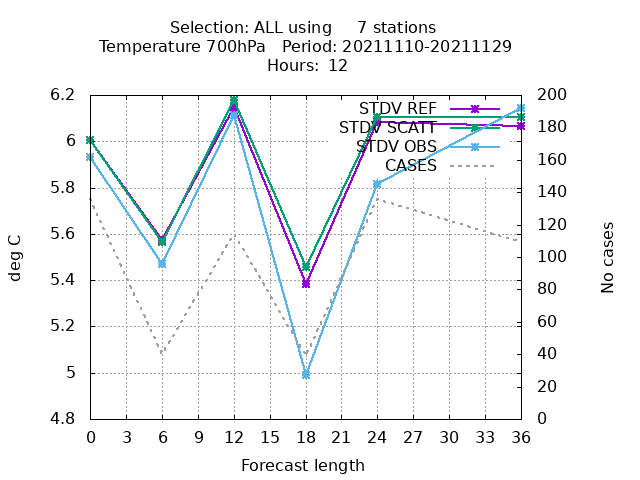 Selection: ALL using     7 stations
Temperature 700hPa   Period: 20211110-20211129
Hours: 12
6.2
6
5.8
5.6
5.4
5.2
5
4.8
deg C
STDV REF
STDV SCATT
STDV OBS
CASES
200
180
160
140
120
100
80
60
40
20
0
No cases
0 3 6 9 12 15 18 21 24 27 30 33 36
Forecast length